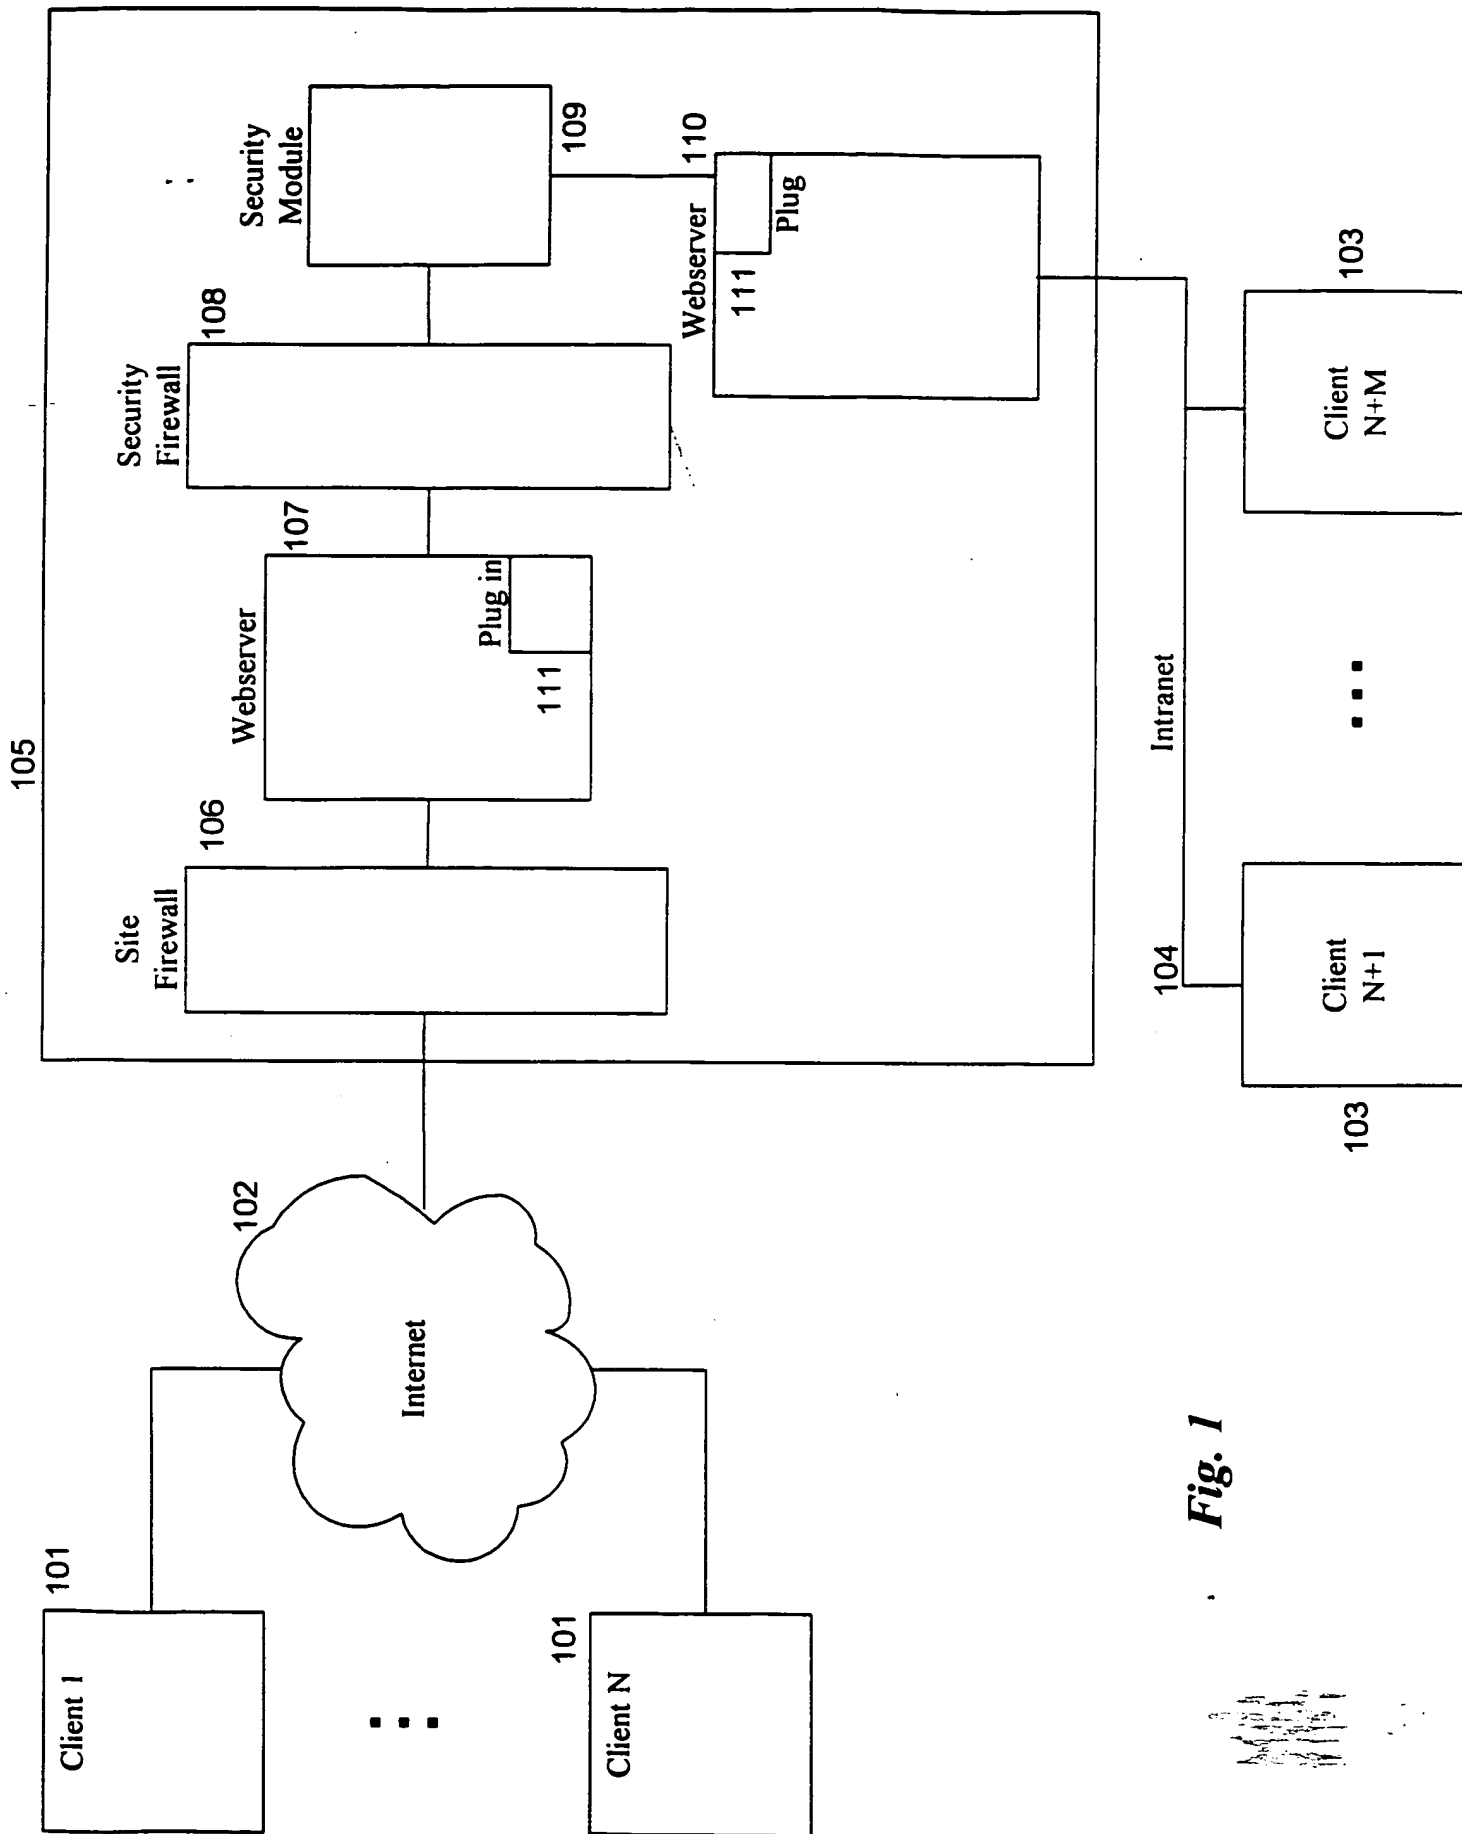 105
Site
Firewall
106
Webserver
107
Plug in
111
Security
Firewall
108
Security
Module
109
Webserver
110
111
Plug
Client 1
101
Client N
101
102
Internet
Intranet
104
Client
N+1
103
Client
N+M
103
Fig. 1